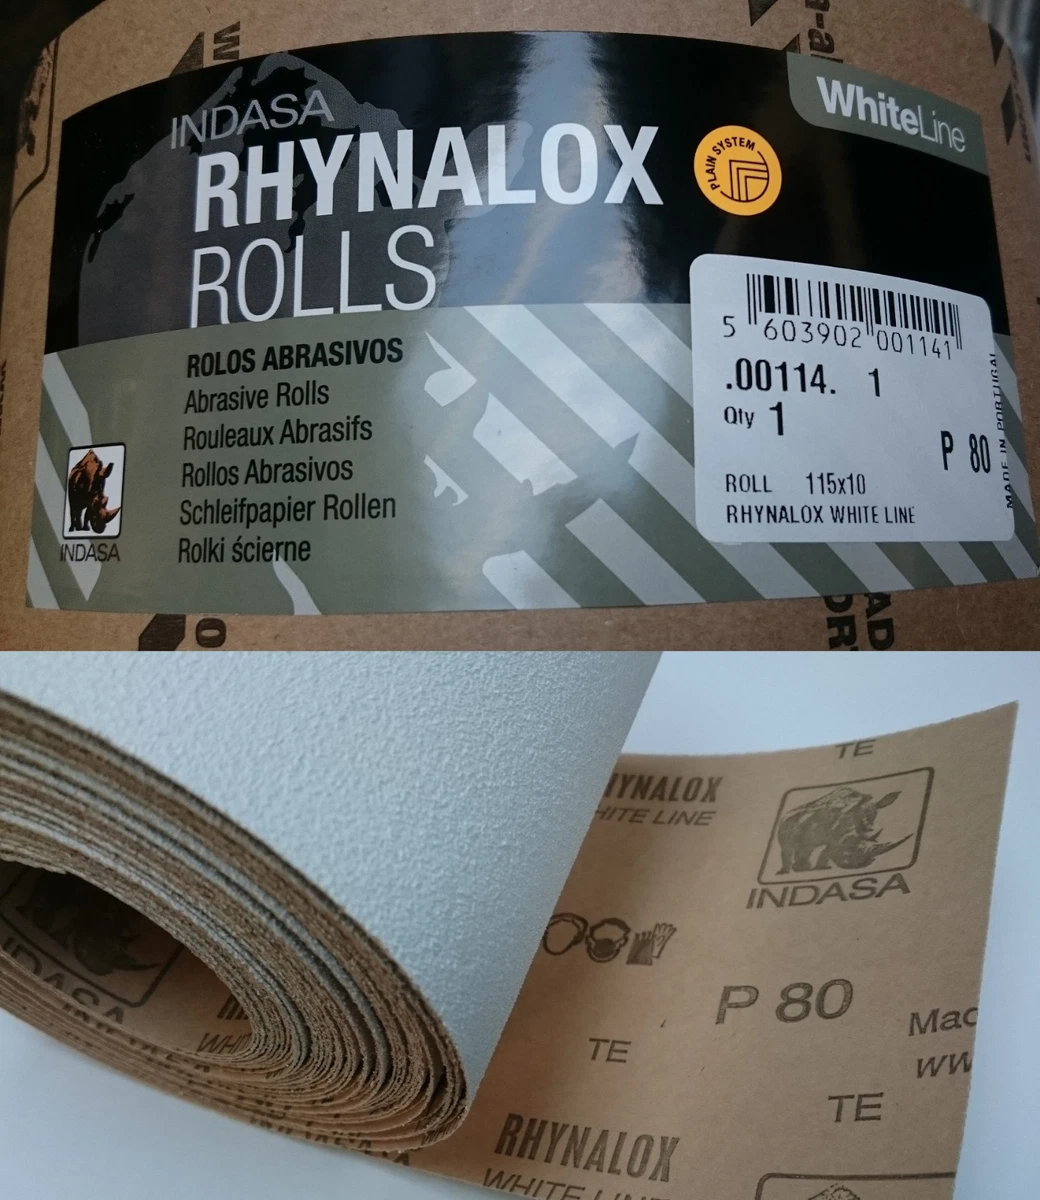 INDASA
RHYNALOX
ROLLS
PLAIN SYSTEM
WhiteLine
ROLOS ABRASIVOS
Abrasive Rolls
Rouleaux Abrasifs
Rollos Abrasivos
Schleifpapier Rollen
Rolki ścierne
INDASA
5 603902 001141
.00114. 1
Qty 1
P 80
ROLL 115x10
RHYNALOX WHITE LINE
MADE IN PORTUGAL
TE
WHITE LINE
INDASA
P 80
TE
TE
RHYNALOX
WHITE LINE